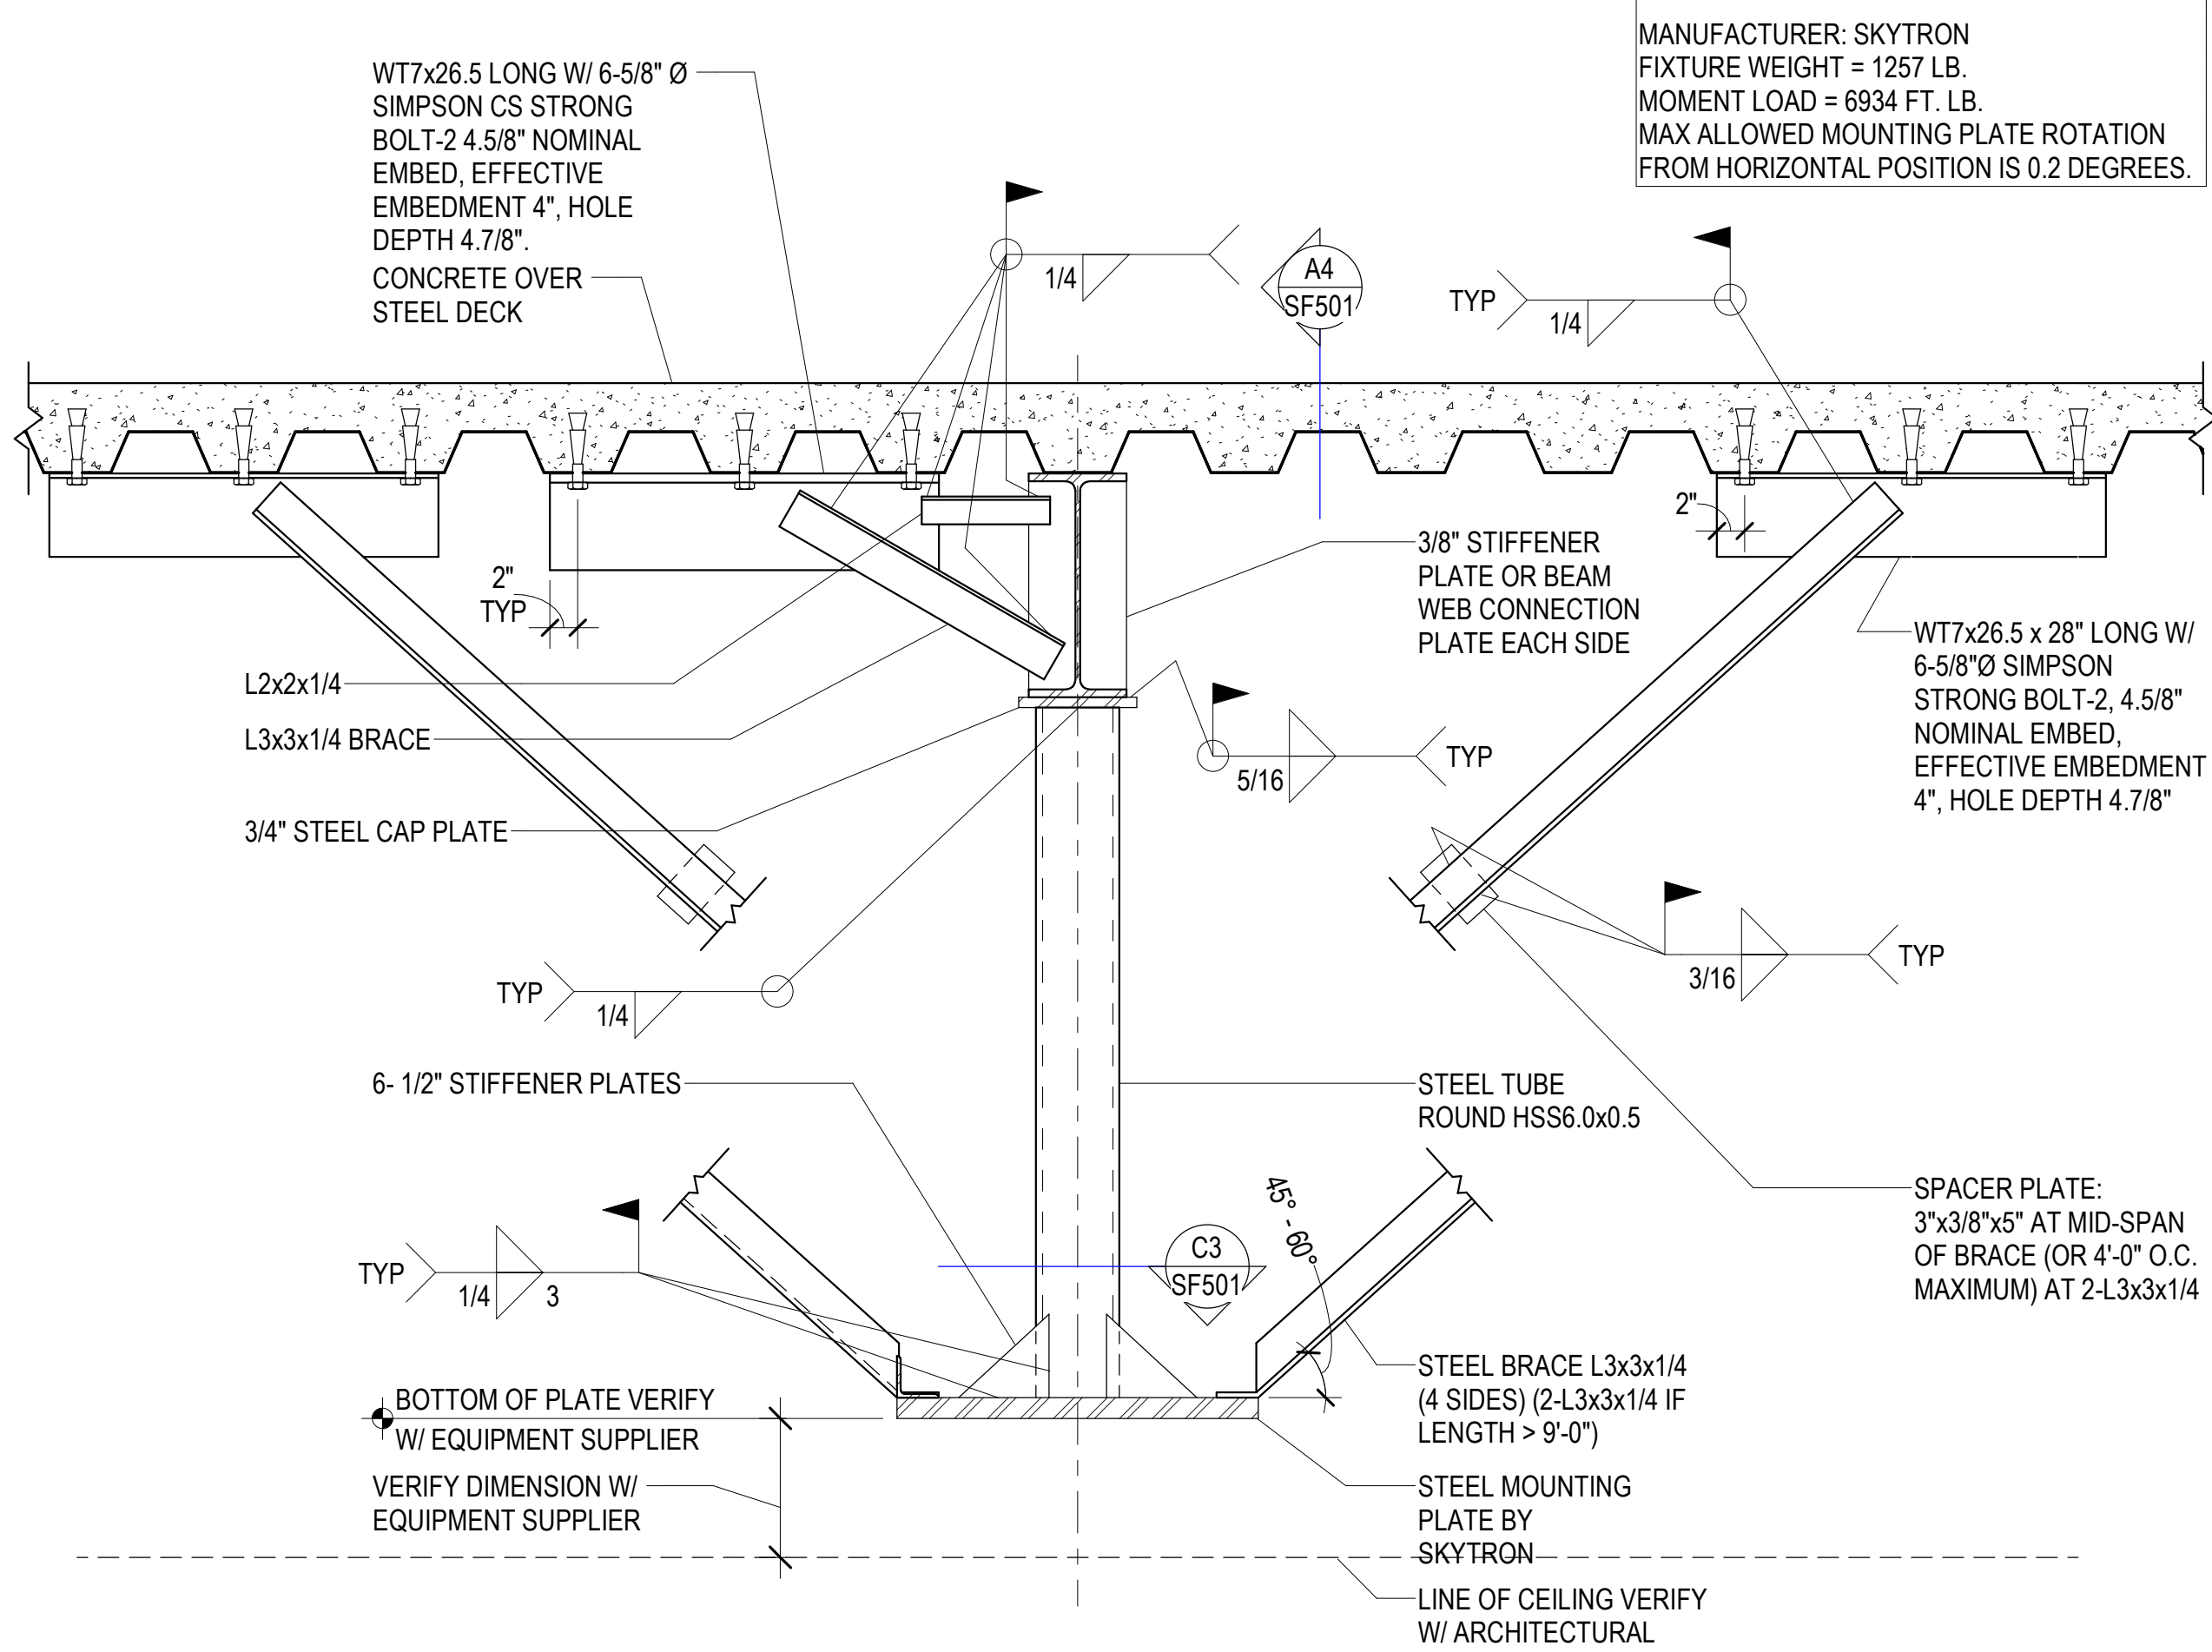 MANUFACTURER: SKYTRON
FIXTURE WEIGHT = 1257 LB.
MOMENT LOAD = 6934 FT. LB.
MAX ALLOWED MOUNTING PLATE ROTATION
FROM HORIZONTAL POSITION IS 0.2 DEGREES.
WT7x26.5 LONG W/ 6-5/8" Ø
SIMPSON CS STRONG
BOLT-2 4.5/8" NOMINAL
EMBED, EFFECTIVE
EMBEDMENT 4", HOLE
DEPTH 4.7/8".
CONCRETE OVER
STEEL DECK
1/4
A4
SF501
TYP
1/4
2"
TYP
2"
3/8" STIFFENER
PLATE OR BEAM
WEB CONNECTION
PLATE EACH SIDE
WT7x26.5 x 28" LONG W/
6-5/8"Ø SIMPSON
STRONG BOLT-2, 4.5/8"
NOMINAL EMBED,
EFFECTIVE EMBEDMENT
4", HOLE DEPTH 4.7/8"
L2x2x1/4
L3x3x1/4 BRACE
3/4" STEEL CAP PLATE
5/16
TYP
TYP
1/4
3/16
TYP
6- 1/2" STIFFENER PLATES
STEEL TUBE
ROUND HSS6.0x0.5
SPACER PLATE:
3"x3/8"x5" AT MID-SPAN
OF BRACE (OR 4'-0" O.C.
MAXIMUM) AT 2-L3x3x1/4
TYP
1/4
3
C3
SF501
45° - 60°
STEEL BRACE L3x3x1/4
(4 SIDES) (2-L3x3x1/4 IF
LENGTH > 9'-0")
BOTTOM OF PLATE VERIFY
W/ EQUIPMENT SUPPLIER
VERIFY DIMENSION W/
EQUIPMENT SUPPLIER
STEEL MOUNTING
PLATE BY
SKYTRON
LINE OF CEILING VERIFY
W/ ARCHITECTURAL